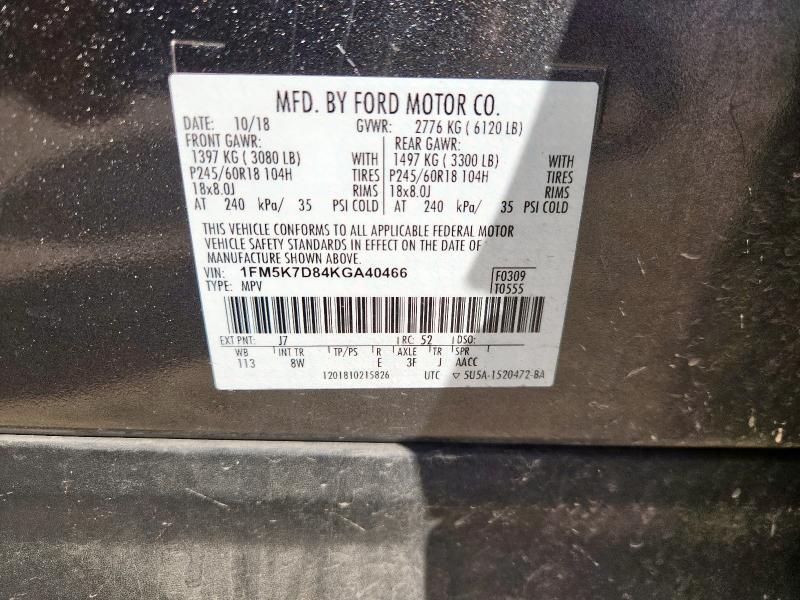 MFD. BY FORD MOTOR CO.
DATE: 10/18 GVWR: 2776 KG ( 6120 LB)
FRONT GAWR: REAR GAWR:
1397 KG ( 3080 LB) WITH 1497 KG ( 3300 LB) WITH
P245/60R18 104H TIRES P245/60R18 104H TIRES
18x8.0J RIMS 18x8.0J RIMS
AT 240 kPa/ 35 PSI COLD AT 240 kPa/ 35 PSI COLD
THIS VEHICLE CONFORMS TO ALL APPLICABLE FEDERAL MOTOR
VEHICLE SAFETY STANDARDS IN EFFECT ON THE DATE OF
MANUFACTURE SHOWN ABOVE.
VIN: 1FM5K7D84KGA40466 F0309
TYPE: MPV T0555
EXT PNT: J7 RC: 52 DSO:
WB INT TR TP/PS R AXLE TR SPR
113 8W E 3F J AACC
1201810215826 UTC ▽ 5U5A-1520472-BA